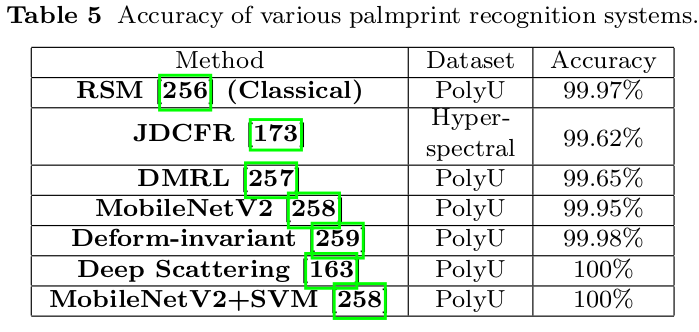 Table 5 Accuracy of various palmprint recognition systems.
Method Dataset Accuracy
RSM [256] (Classical) PolyU 99.97%
JDCFR [173] Hyper-spectral 99.62%
DMRL [257] PolyU 99.65%
MobileNetV2 [258] PolyU 99.95%
Deform-invariant [259] PolyU 99.98%
Deep Scattering [163] PolyU 100%
MobileNetV2+SVM [258] PolyU 100%